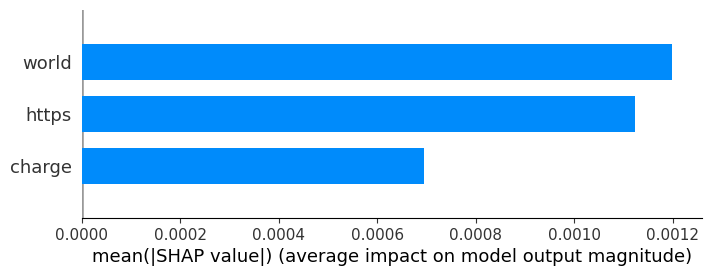 world
https
charge
0.0000 0.0002 0.0004 0.0006 0.0008 0.0010 0.0012
mean(|SHAP value|) (average impact on model output magnitude)